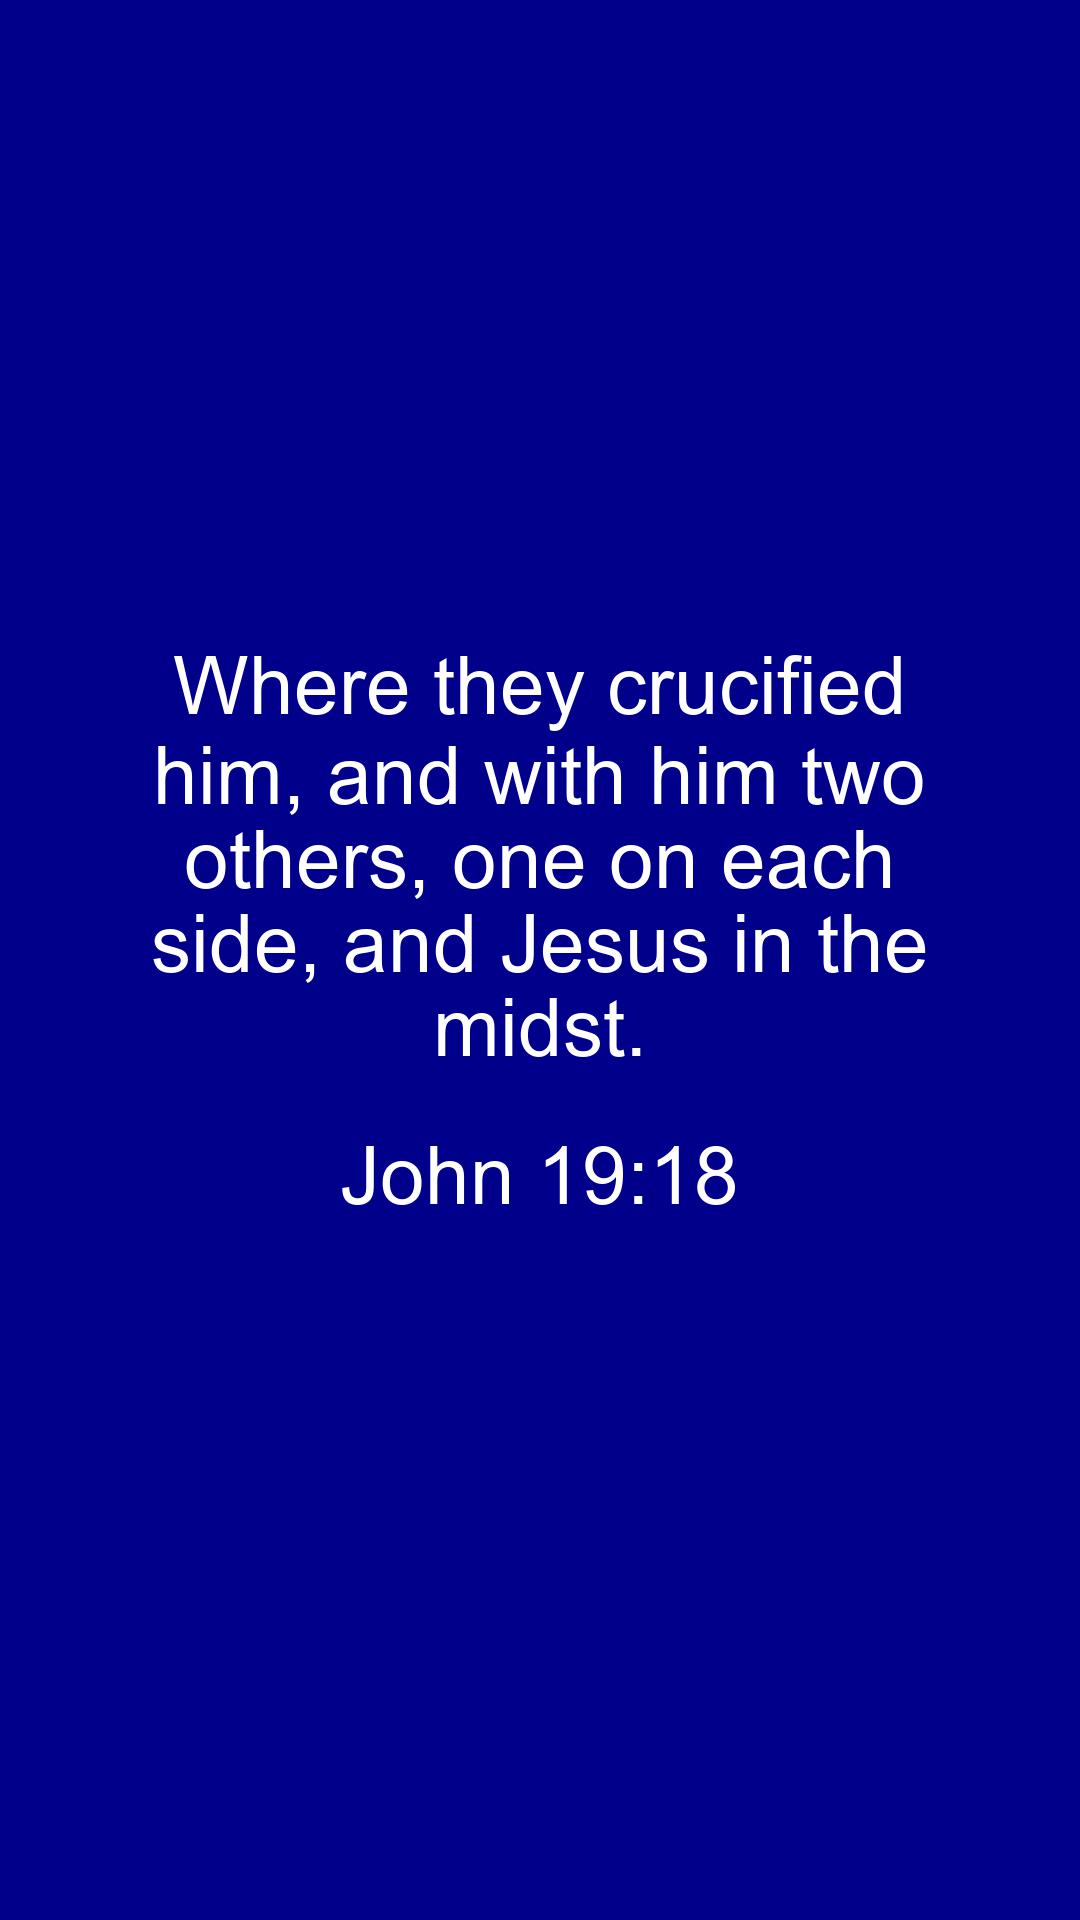 Where they crucified
him, and with him two
others, one on each
side, and Jesus in the
midst.
John 19:18